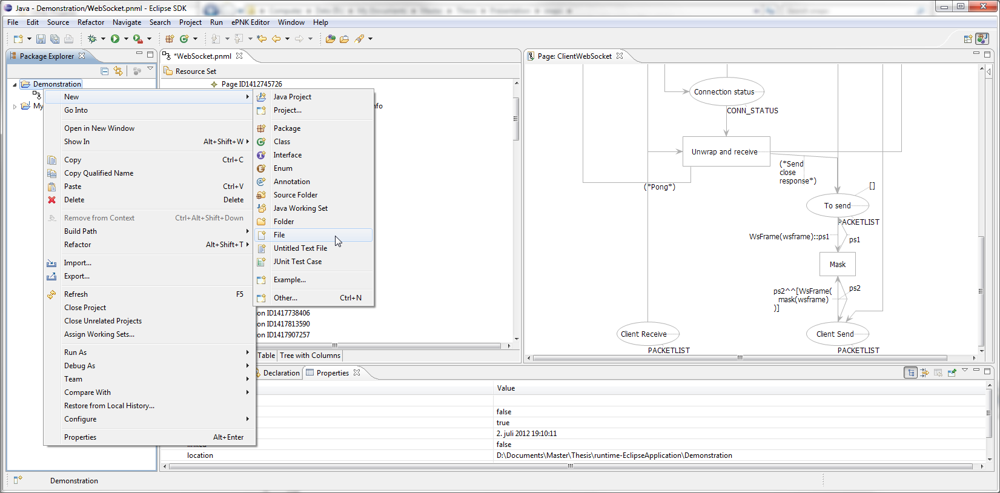 Java - Demonstration/WebSocket.pnml - Eclipse SDK
File Edit Source Refactor Navigate Search Project Run ePNK Editor Window Help
Package Explorer
Demonstration
My
New
Go Into
Open in New Window
Show In Alt+Shift+W
Copy Ctrl+C
Copy Qualified Name
Paste Ctrl+V
Delete Delete
Remove from Context Ctrl+Alt+Shift+Down
Build Path
Refactor Alt+Shift+T
Import...
Export...
Refresh F5
Close Project
Close Unrelated Projects
Assign Working Sets...
Run As
Debug As
Team
Compare With
Restore from Local History...
Configure
Properties Alt+Enter
Java Project
Project...
Package
Class
Interface
Enum
Annotation
Source Folder
Java Working Set
Folder
File
Untitled Text File
JUnit Test Case
Example...
Other... Ctrl+N
*WebSocket.pnml
Resource Set
Page ID1412745726
nfo
on ID1417738406
on ID1417813590
on ID1417907257
Table Tree with Columns
Page: ClientWebSocket
Connection status
CONN_STATUS
Unwrap and receive
(*Send
close
response*)
(*Pong*)
[]
To send
PACKETLIST
WsFrame(wsframe)::ps1
ps1
Mask
ps2
ps2^^[WsFrame(
mask(wsframe)
)]
Client Receive
PACKETLIST
Client Send
PACKETLIST
Declaration Properties
Value
false
true
2. juli 2012 19:10:11
linked false
location D:\Documents\Master\Thesis\runtime-EclipseApplication\Demonstration
Demonstration